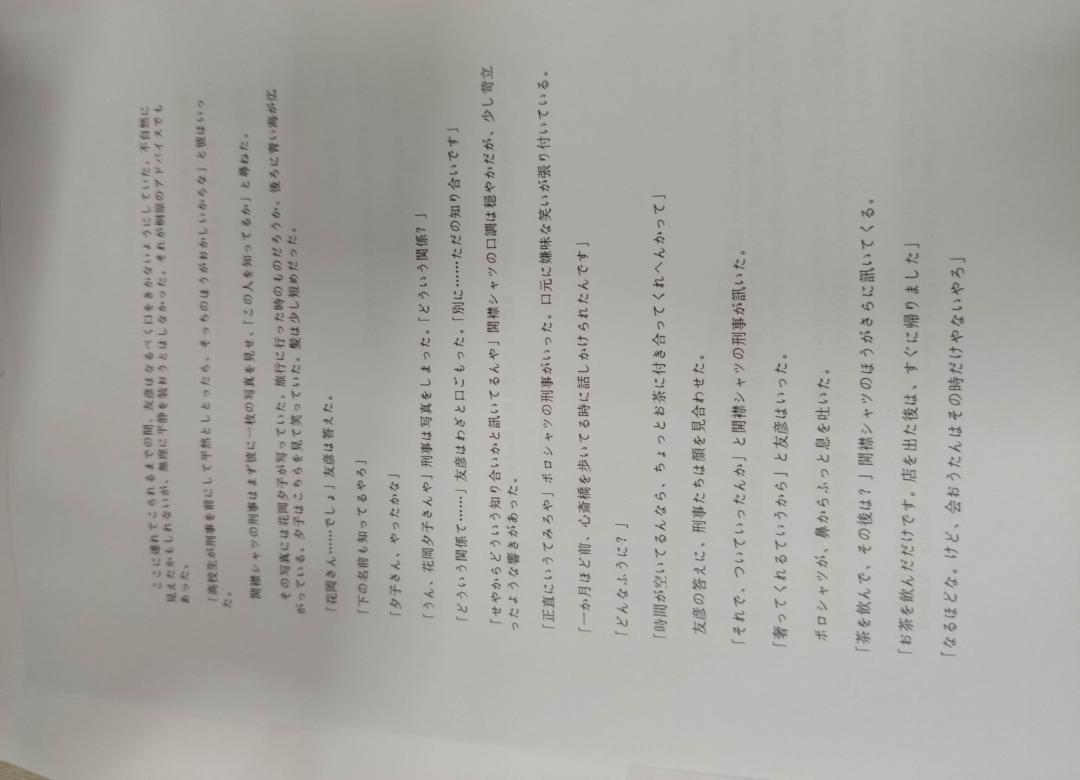 ここに連れてこられるまでの間、友彦はなるべく口をきかないようにしていた。不自然に
見えたかもしれないが、無理に平静を装おうとはしなかった。それが桐原のアドバイスでも
あった。
「高校生が刑事を前にして平然としとったら、そっちのほうがおかしいからな」と彼はいっ
た。
開襟シャツの刑事はまず彼に一枚の写真を見せ、「この人を知ってるか」と尋ねた。
その写真には花岡夕子が写っていた。旅行に行った時のものだろうか、後ろに青い海が広
がっている。夕子はこちらを見て笑っていた。髪は少し短めだった。
「花岡さん……でしょ」友彦は答えた。
「下の名前も知ってるやろ」
「夕子さん、やったかな」
「うん、花岡夕子さんや」刑事は写真をしまった。「どういう関係?」
「どういう関係て……」友彦はわざと口ごもった。「別に……ただの知り合いです」
「せやからどういう知り合いかと訊いてるんや」開襟シャツの口調は穏やかだが、少し苛立
ったような響きがあった。
「正直にいうてみろや」ポロシャツの刑事がいった。口元に嫌味な笑いが張り付いている。
「一か月ほど前、心斎橋を歩いてる時に話しかけられたんです」
「どんなふうに?」
「時間が空いてるんなら、ちょっとお茶に付き合ってくれへんかって」
友彦の答えに、刑事たちは顔を見合わせた。
「それで、ついていったんか」と開襟シャツの刑事が訊いた。
「奢ってくれるていうから」と友彦はいった。
ポロシャツが、鼻からふっと息を吐いた。
「茶を飲んで、その後は?」開襟シャツのほうがさらに訊いてくる。
「お茶を飲んだだけです。店を出た後は、すぐに帰りました」
「なるほどな。けど、会おうたんはその時だけやないやろ」